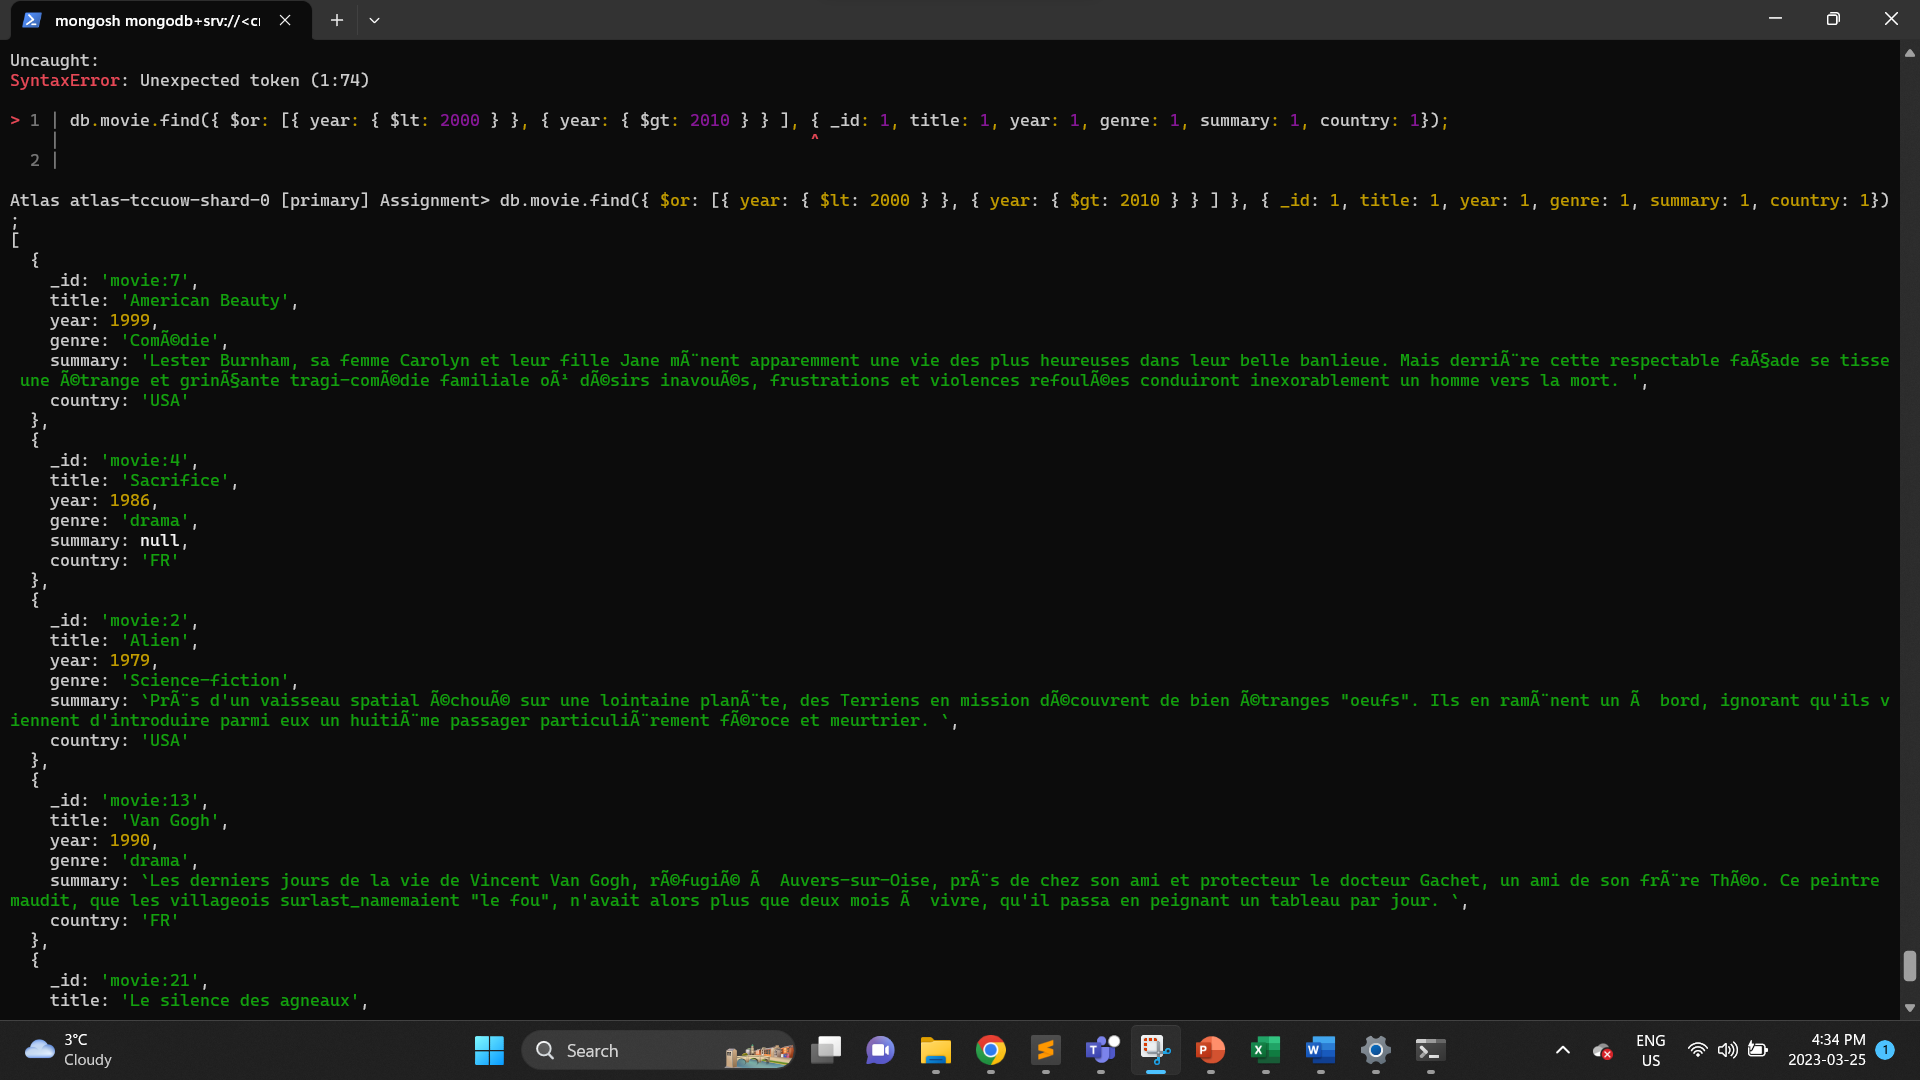 mongosh mongodb+srv://<cr
Uncaught:
SyntaxError: Unexpected token (1:74)
> 1 | db.movie.find({ $or: [{ year: { $lt: 2000 } }, { year: { $gt: 2010 } } ], { _id: 1, title: 1, year: 1, genre: 1, summary: 1, country: 1});
| ^
2 |
Atlas atlas-tccuow-shard-0 [primary] Assignment> db.movie.find({ $or: [{ year: { $lt: 2000 } }, { year: { $gt: 2010 } } ] }, { _id: 1, title: 1, year: 1, genre: 1, summary: 1, country: 1})
;
[
{
_id: 'movie:7',
title: 'American Beauty',
year: 1999,
genre: 'ComÃ©die',
summary: 'Lester Burnham, sa femme Carolyn et leur fille Jane mÃ¨nent apparemment une vie des plus heureuses dans leur belle banlieue. Mais derriÃ¨re cette respectable faÃ§ade se tisse
une Ã©trange et grinÃ§ante tragi-comÃ©die familiale oÃ¹ dÃ©sirs inavouÃ©s, frustrations et violences refoulÃ©es conduiront inexorablement un homme vers la mort. ',
country: 'USA'
},
{
_id: 'movie:4',
title: 'Sacrifice',
year: 1986,
genre: 'drama',
summary: null,
country: 'FR'
},
{
_id: 'movie:2',
title: 'Alien',
year: 1979,
genre: 'Science-fiction',
summary: `PrÃ¨s d'un vaisseau spatial Ã©chouÃ© sur une lointaine planÃ¨te, des Terriens en mission dÃ©couvrent de bien Ã©tranges "oeufs". Ils en ramÃ¨nent un Ã  bord, ignorant qu'ils v
iennent d'introduire parmi eux un huitiÃ¨me passager particuliÃ¨rement fÃ©roce et meurtrier. `,
country: 'USA'
},
{
_id: 'movie:13',
title: 'Van Gogh',
year: 1990,
genre: 'drama',
summary: `Les derniers jours de la vie de Vincent Van Gogh, rÃ©fugiÃ© Ã  Auvers-sur-Oise, prÃ¨s de chez son ami et protecteur le docteur Gachet, un ami de son frÃ¨re ThÃ©o. Ce peintre
maudit, que les villageois surlast_namemaient "le fou", n'avait alors plus que deux mois Ã  vivre, qu'il passa en peignant un tableau par jour. `,
country: 'FR'
},
{
_id: 'movie:21',
title: 'Le silence des agneaux',
3°C
Cloudy
Search
ENG
US
4:34 PM
2023-03-25
1